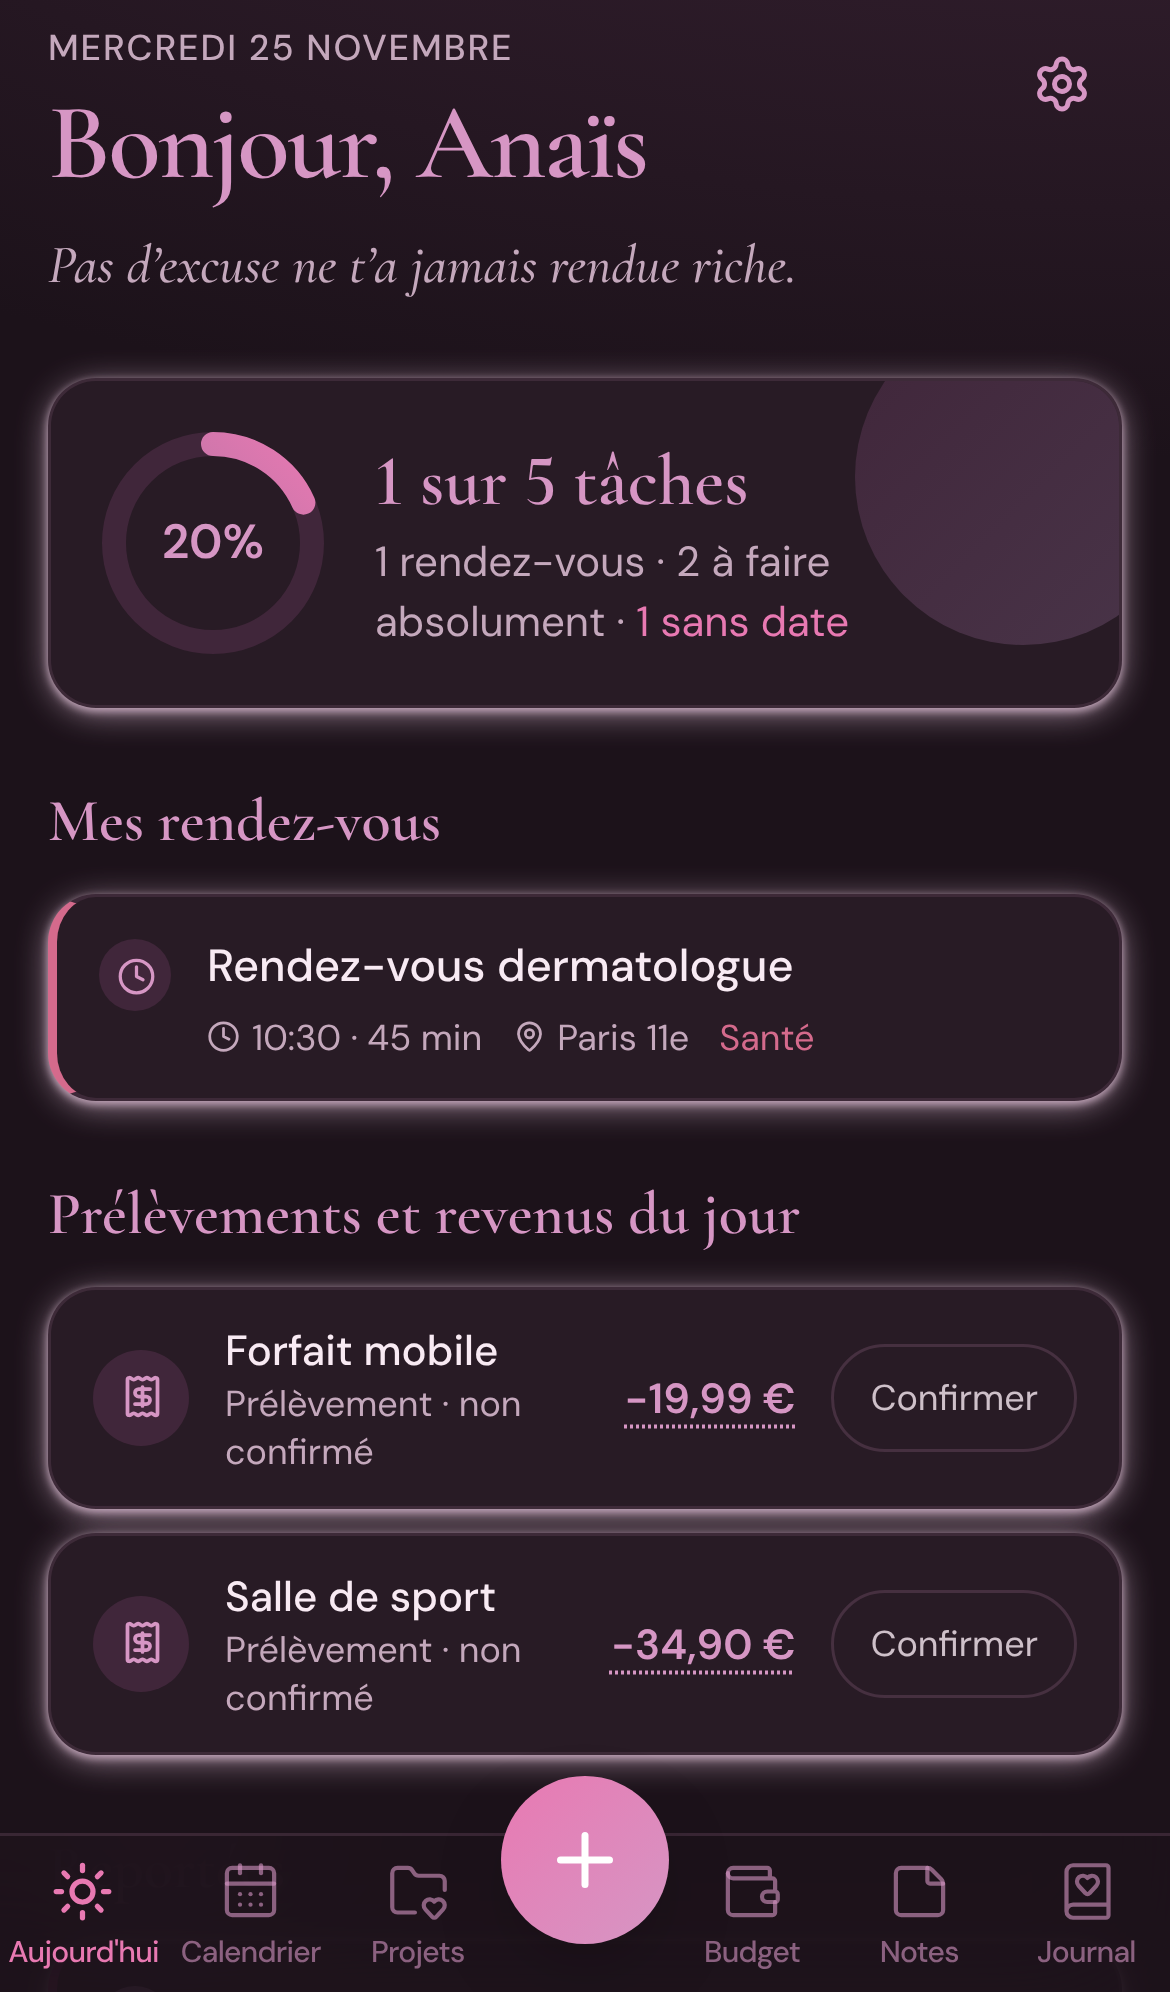 MERCREDI 25 NOVEMBRE
Bonjour, Anaïs
Pas d’excuse ne t’a jamais rendue riche.
20%
1 sur 5 tâches
1 rendez-vous · 2 à faire
absolument · 1 sans date
Mes rendez-vous
Rendez-vous dermatologue
10:30 · 45 min Paris 11e Santé
Prélèvements et revenus du jour
Forfait mobile
Prélèvement · non
confirmé
-19,99 €
Confirmer
Salle de sport
Prélèvement · non
confirmé
-34,90 €
Confirmer
Aujourd'hui Calendrier Projets Budget Notes Journal